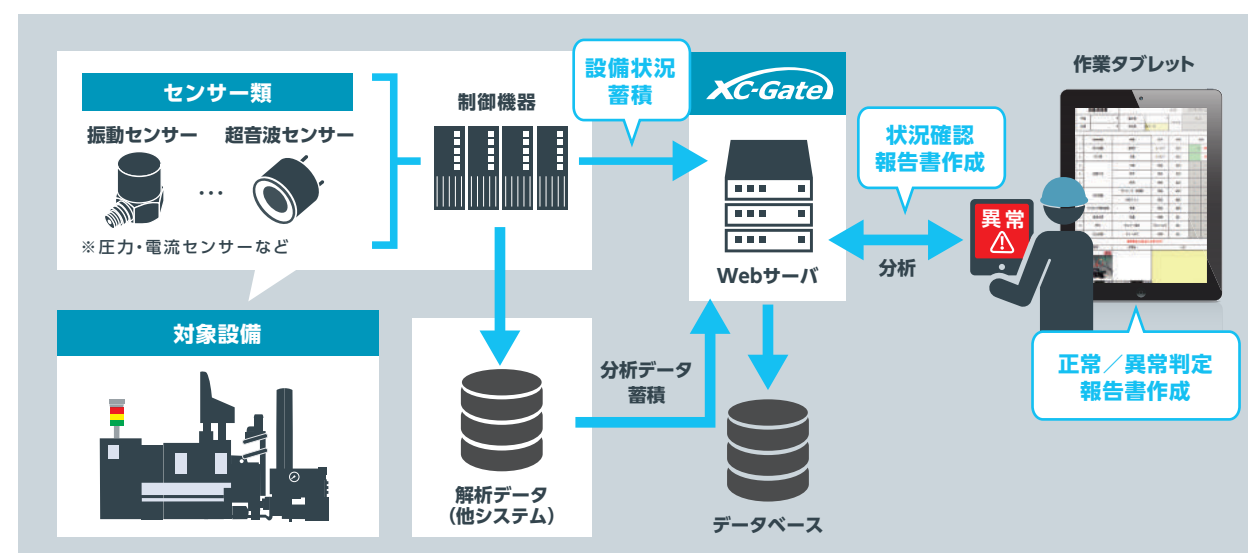 センサー類
振動センサー
超音波センサー
…
※圧力・電流センサーなど
対象設備
制御機器
設備状況
蓄積
XC-Gate
Webサーバ
解析データ
(他システム)
分析データ
蓄積
データベース
状況確認
報告書作成
分析
作業タブレット
異常
正常／異常判定
報告書作成